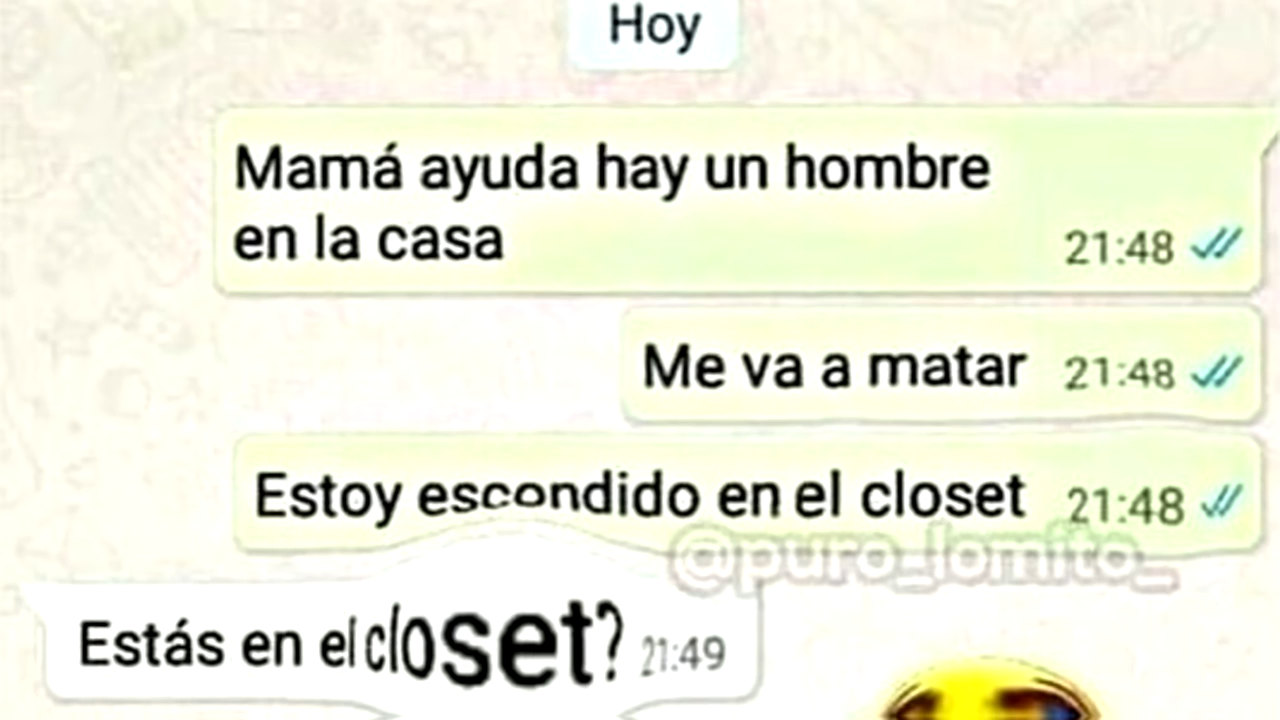 Hoy
Mamá ayuda hay un hombre
en la casa
21:48
Me va a matar 21:48
Estoy escondido en el closet 21:48
@puro_lomito_
Estás en el closet? 21:49